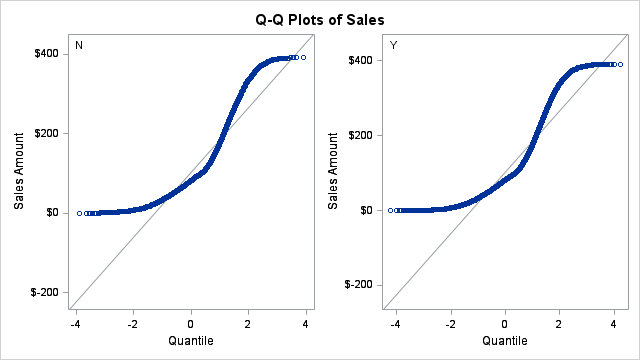 Q-Q Plots of Sales
N
$400
$200
$0
$-200
Sales Amount
-4 -2 0 2 4
Quantile
Y
$400
$200
$0
$-200
Sales Amount
-4 -2 0 2 4
Quantile